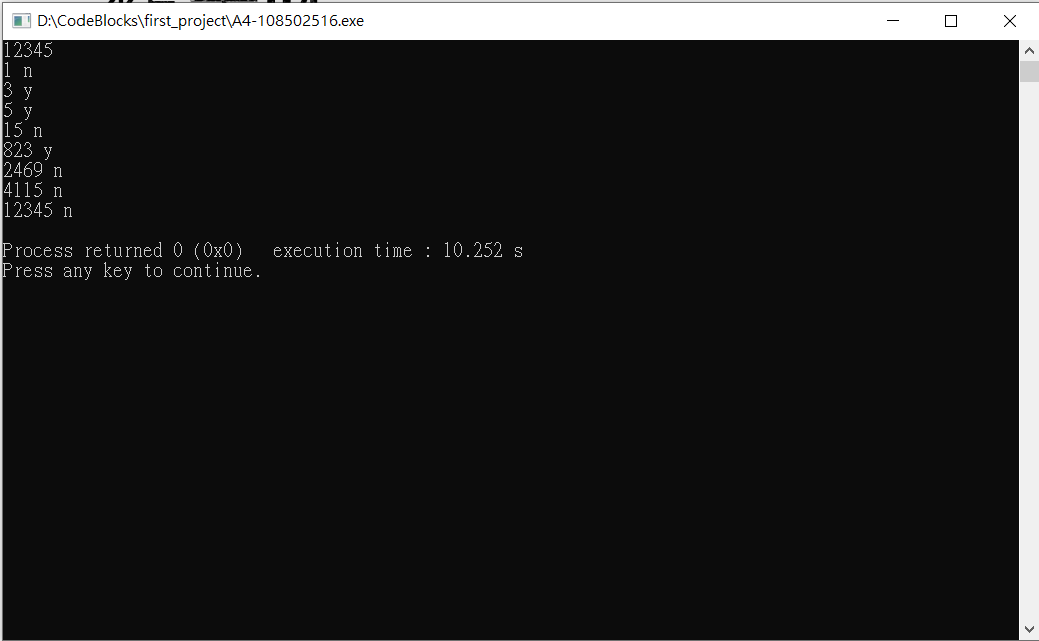 D:\CodeBlocks\first_project\A4-108502516.exe
12345
1 n
3 y
5 y
15 n
823 y
2469 n
4115 n
12345 n
Process returned 0 (0x0)   execution time : 10.252 s
Press any key to continue.